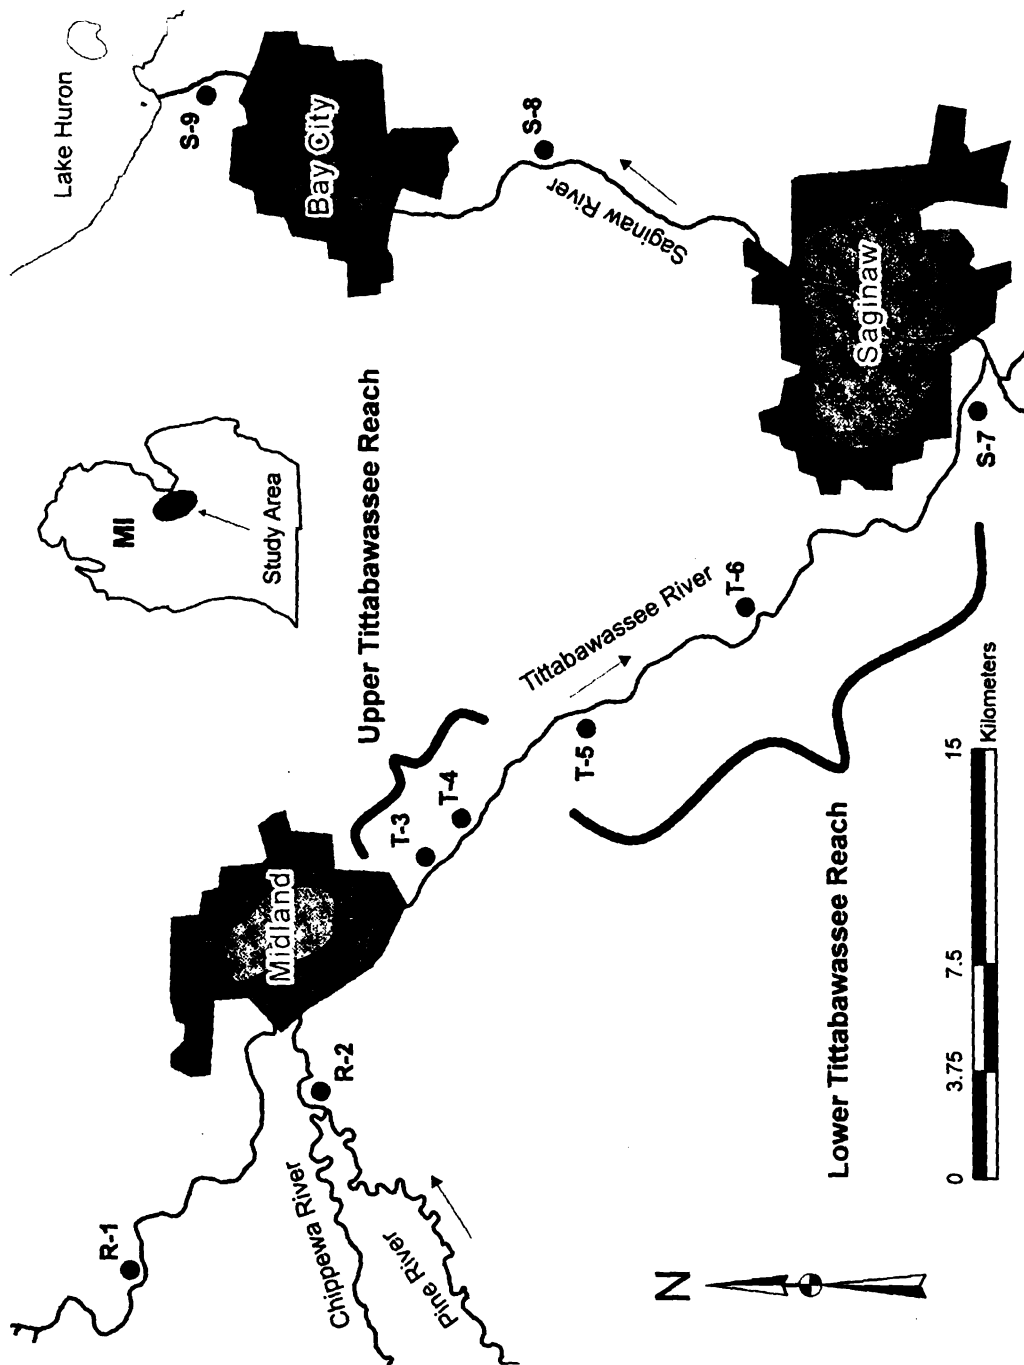 Lake Huron
S-9
Bay City
S-8
Saginaw River
Saginaw
S-7
MI
Study Area
Upper Tittabawassee Reach
Tittabawassee River
T-6
T-5
T-4
T-3
Midland
R-2
R-1
Chippewa River
Pine River
Lower Tittabawassee Reach
0 3.75 7.5 15
Kilometers
N